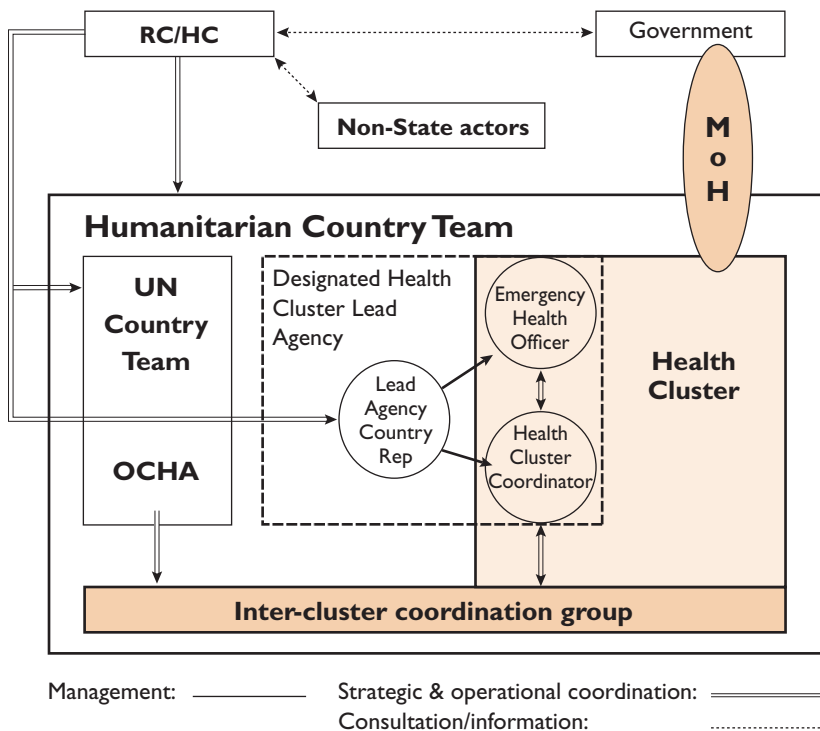 RC/HC
Government
Non-State actors
M
o
H
Humanitarian Country Team
UN
Country
Team
OCHA
Designated Health
Cluster Lead
Agency
Lead
Agency
Country
Rep
Emergency
Health
Officer
Health
Cluster
Coordinator
Health
Cluster
Inter-cluster coordination group
Management:
Strategic & operational coordination:
Consultation/information: